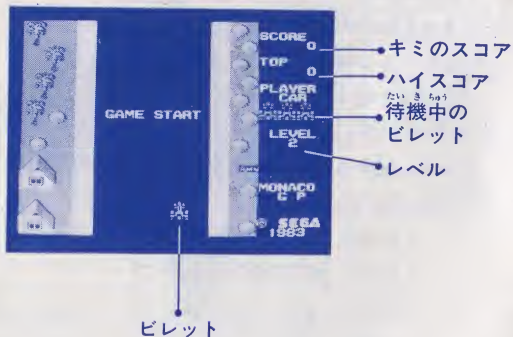 SCORE
0
TOP
0
PLAYER
CAR
GAME START
LEVEL
2
MONACO
G P
© SEGA
1983
キミのスコア
ハイスコア
たいきちゅう
待機中の
ビレット
レベル
ビレット